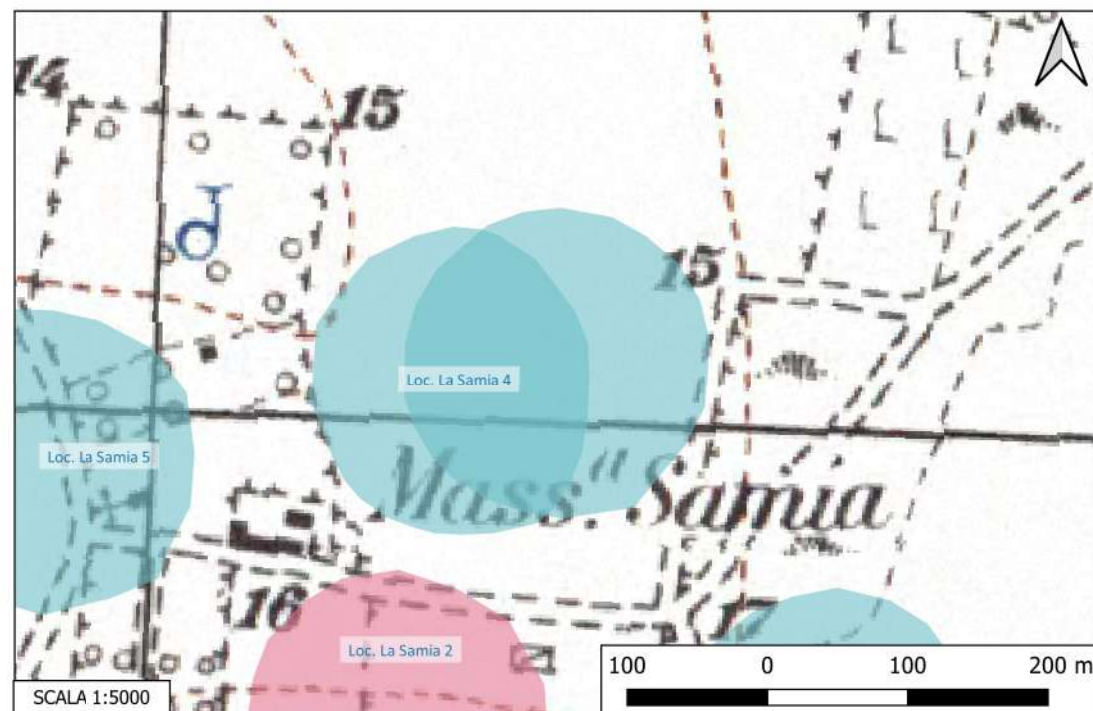 14
15
15
Loc. La Samia 4
Loc. La Samia 5
Mass.ª Samia
16
Loc. La Samia 2
17
SCALA 1:5000
100 0 100 200 m